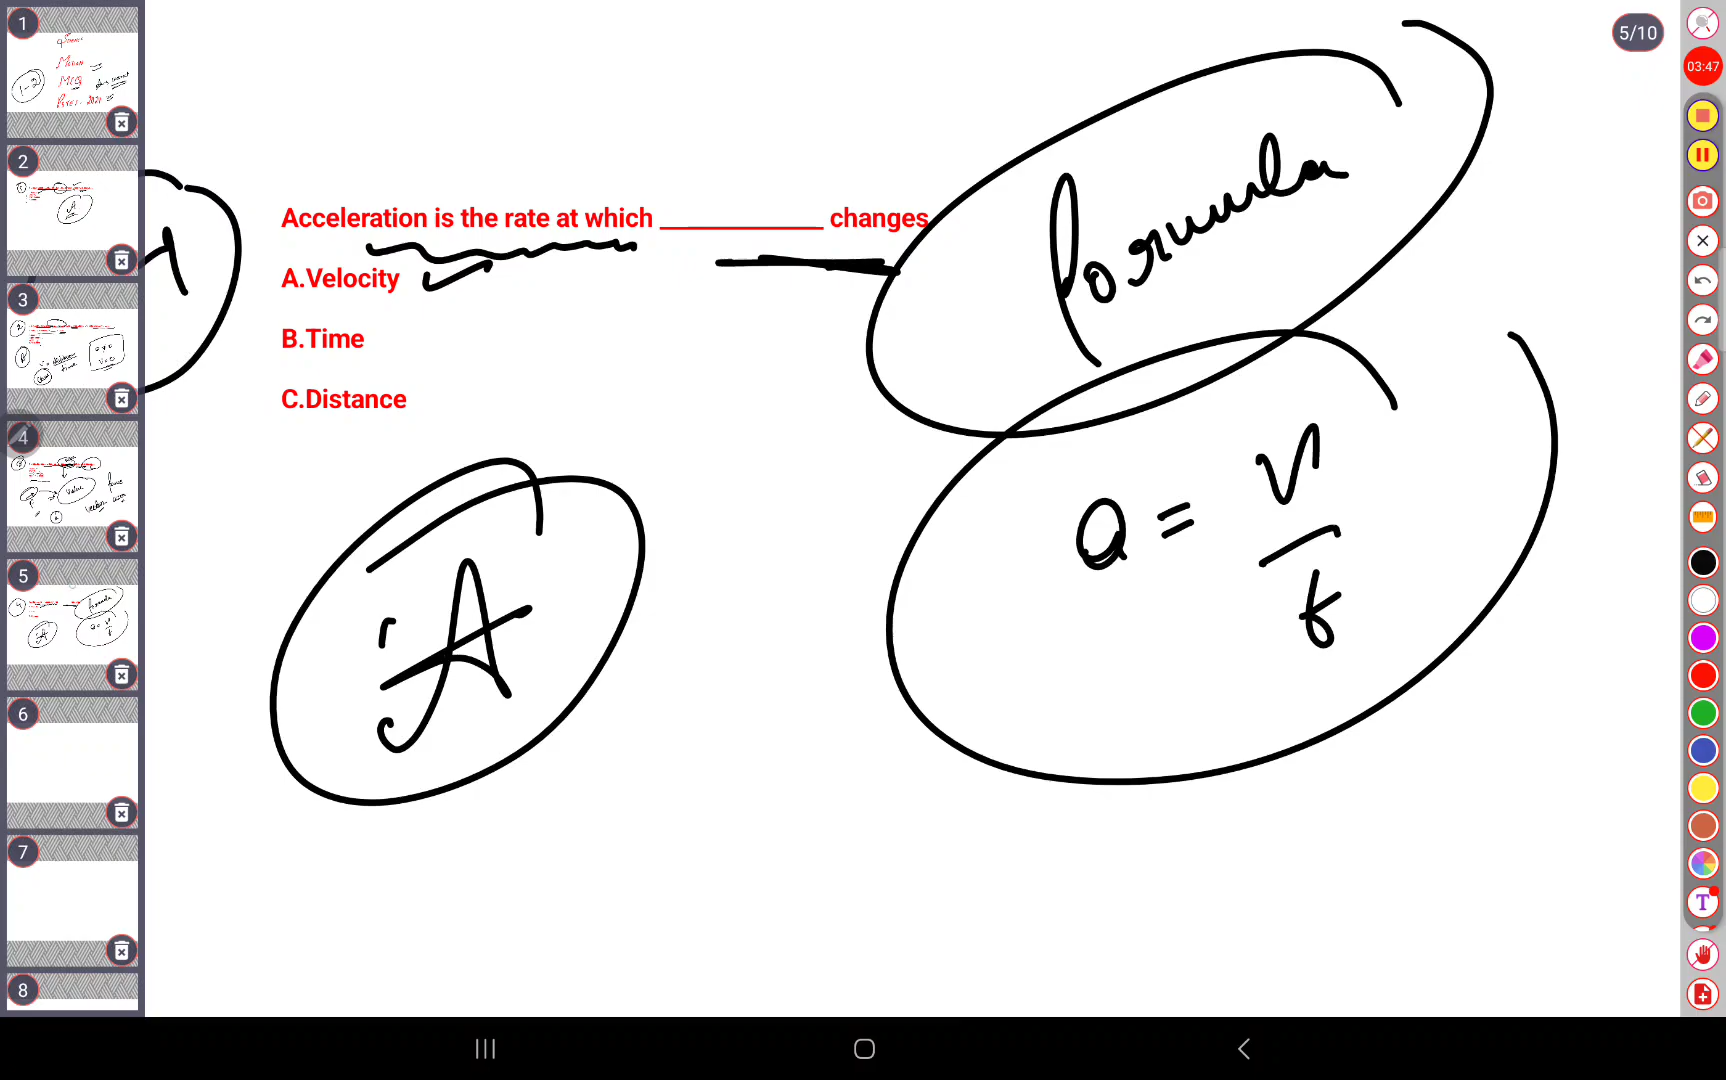 1
2
3
4
5
6
7
8
5/10
03:47
Acceleration is the rate at which ____________ changes
A.Velocity
B.Time
C.Distance
formula
a = v
t
A
T